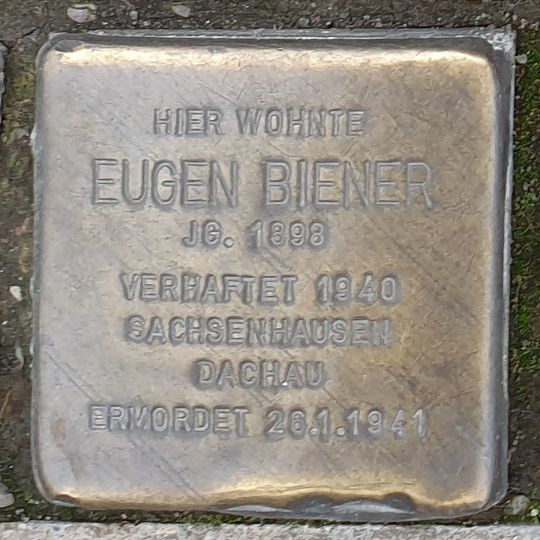 HIER WOHNTE
EUGEN BIENER
JG. 1898
VERHAFTET 1940
SACHSENHAUSEN
DACHAU
ERMORDET 26.1.1941